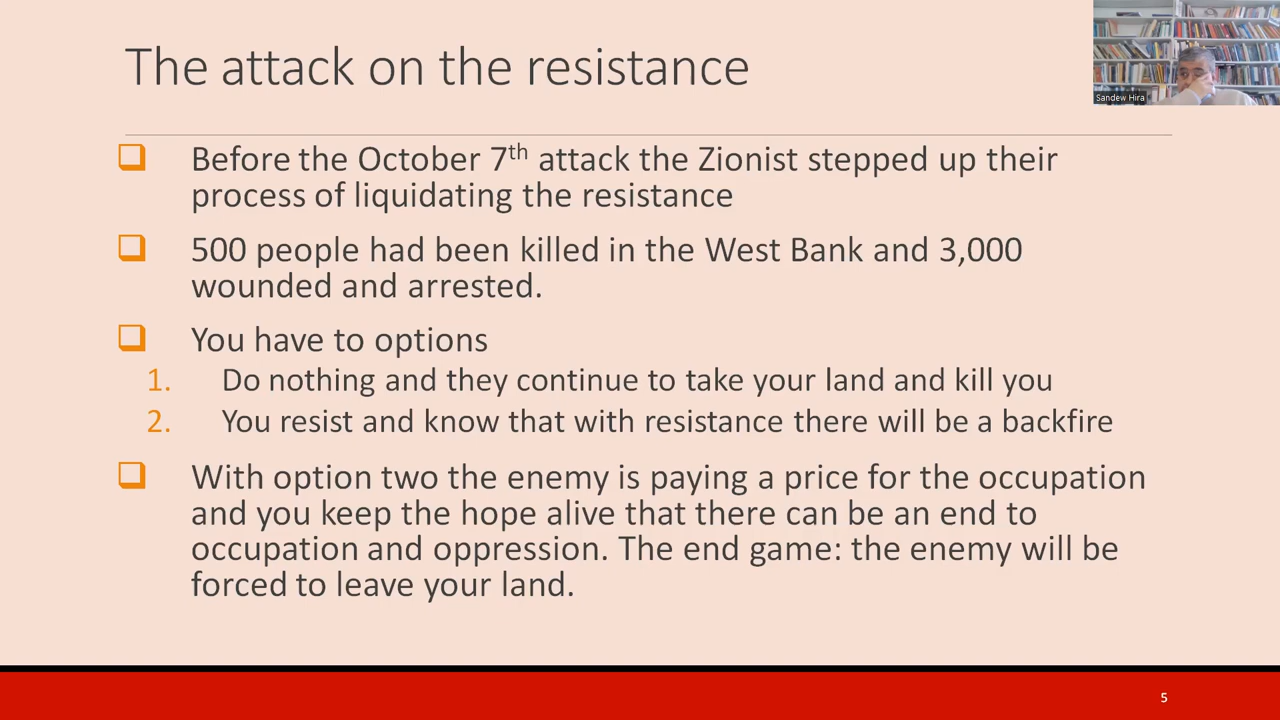 The attack on the resistance
Sandew Hira
Before the October 7th attack the Zionist stepped up their
process of liquidating the resistance
500 people had been killed in the West Bank and 3,000
wounded and arrested.
You have to options
1. Do nothing and they continue to take your land and kill you
2. You resist and know that with resistance there will be a backfire
With option two the enemy is paying a price for the occupation
and you keep the hope alive that there can be an end to
occupation and oppression. The end game: the enemy will be
forced to leave your land.
5